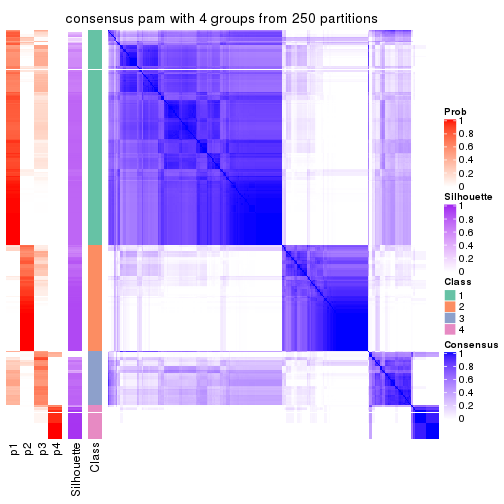 consensus pam with 4 groups from 250 partitions
Prob
1
0.8
0.6
0.4
0.2
0
Silhouette
1
0.8
0.6
0.4
0.2
0
Class
1
2
3
4
Consensus
1
0.8
0.6
0.4
0.2
0
p1
p2
p3
p4
Silhouette
Class